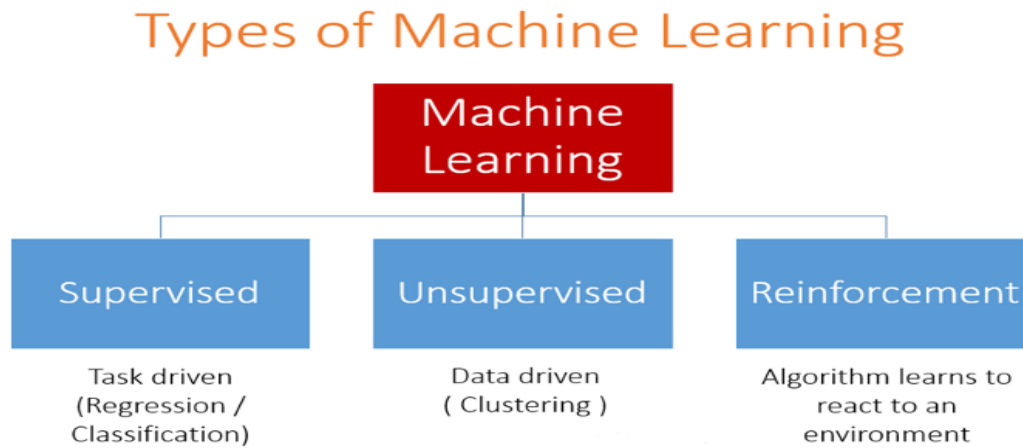 Types of Machine Learning
Machine
Learning
Supervised
Unsupervised
Reinforcement
Task driven
(Regression /
Classification)
Data driven
( Clustering )
Algorithm learns to
react to an
environment